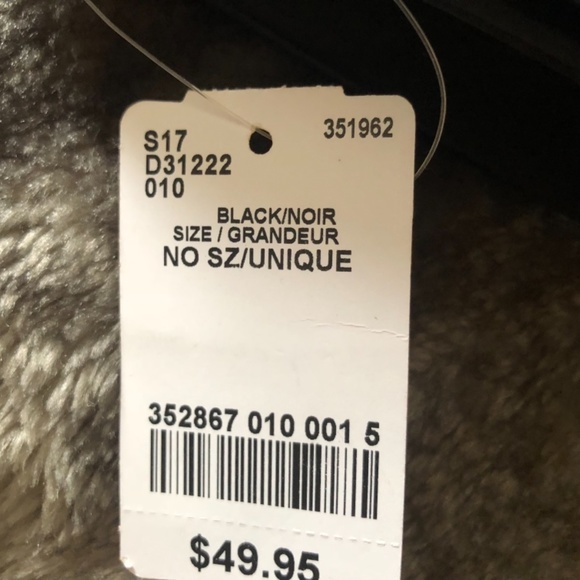 S17 351962
D31222
010
BLACK/NOIR
SIZE / GRANDEUR
NO SZ/UNIQUE
352867 010 001 5
$49.95